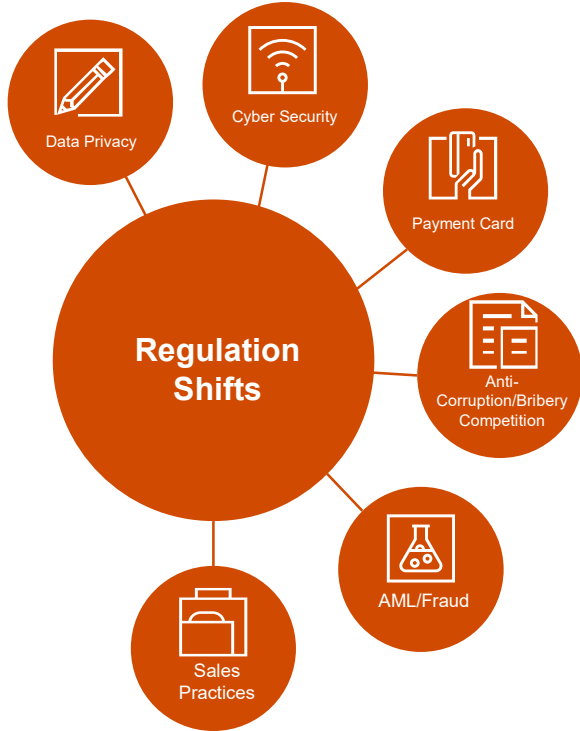 Data Privacy
Cyber Security
Payment Card
Regulation
Shifts
Anti-
Corruption/Bribery
Competition
AML/Fraud
Sales
Practices